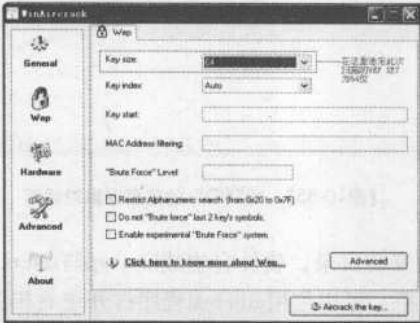 WinAircrack
Wep
General
Wep
Hardware
Advanced
About
Key size:
64
Key index:
Auto
Key start:
MAC Address filtering:
"Brute Force" Level
Restrict Alphanumeric search. (from 0x20 to 0x7F)
Do not "Brute force" last 2 key's symbols.
Enable experimental "Brute Force" system.
Click here to know more about Wep...
Advanced
Aircrack the key...